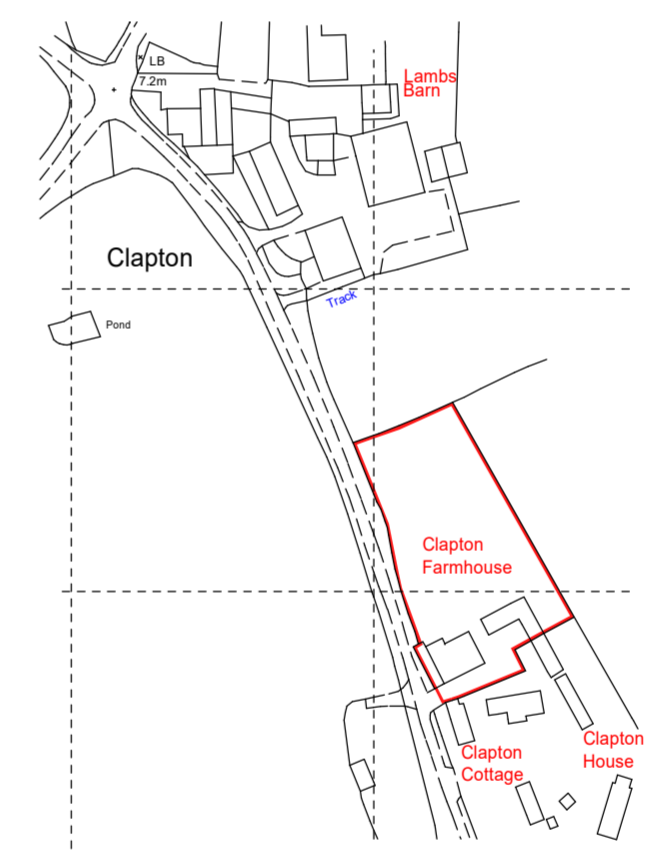 LB
7.2m
Lambs
Barn
Clapton
Track
Pond
Clapton
Farmhouse
Clapton
Cottage
Clapton
House